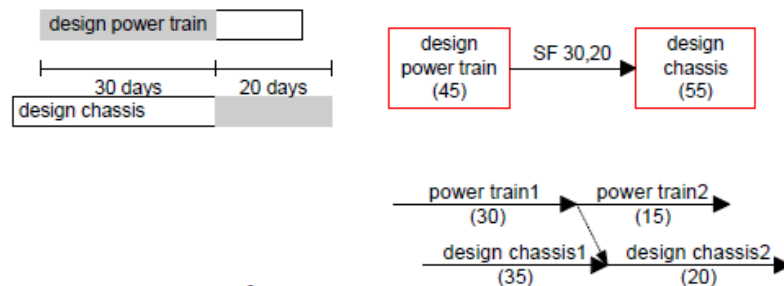 design power train
30 days
20 days
design chassis
design
power train
(45)
SF 30,20
design
chassis
(55)
power train1
(30)
power train2
(15)
design chassis1
(35)
design chassis2
(20)